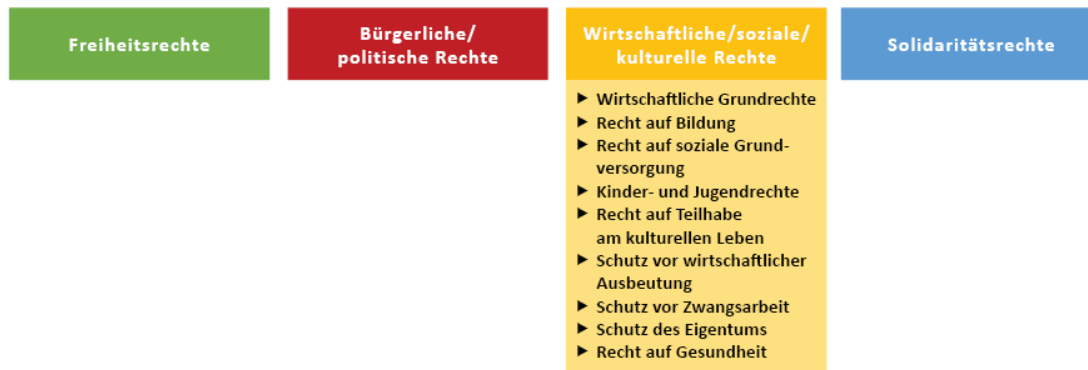 Freiheitsrechte
Bürgerliche/
politische Rechte
Wirtschaftliche/soziale/
kulturelle Rechte
Solidaritätsrechte
► Wirtschaftliche Grundrechte
► Recht auf Bildung
► Recht auf soziale Grund-
versorgung
► Kinder- und Jugendrechte
► Recht auf Teilhabe
am kulturellen Leben
► Schutz vor wirtschaftlicher
Ausbeutung
► Schutz vor Zwangsarbeit
► Schutz des Eigentums
► Recht auf Gesundheit